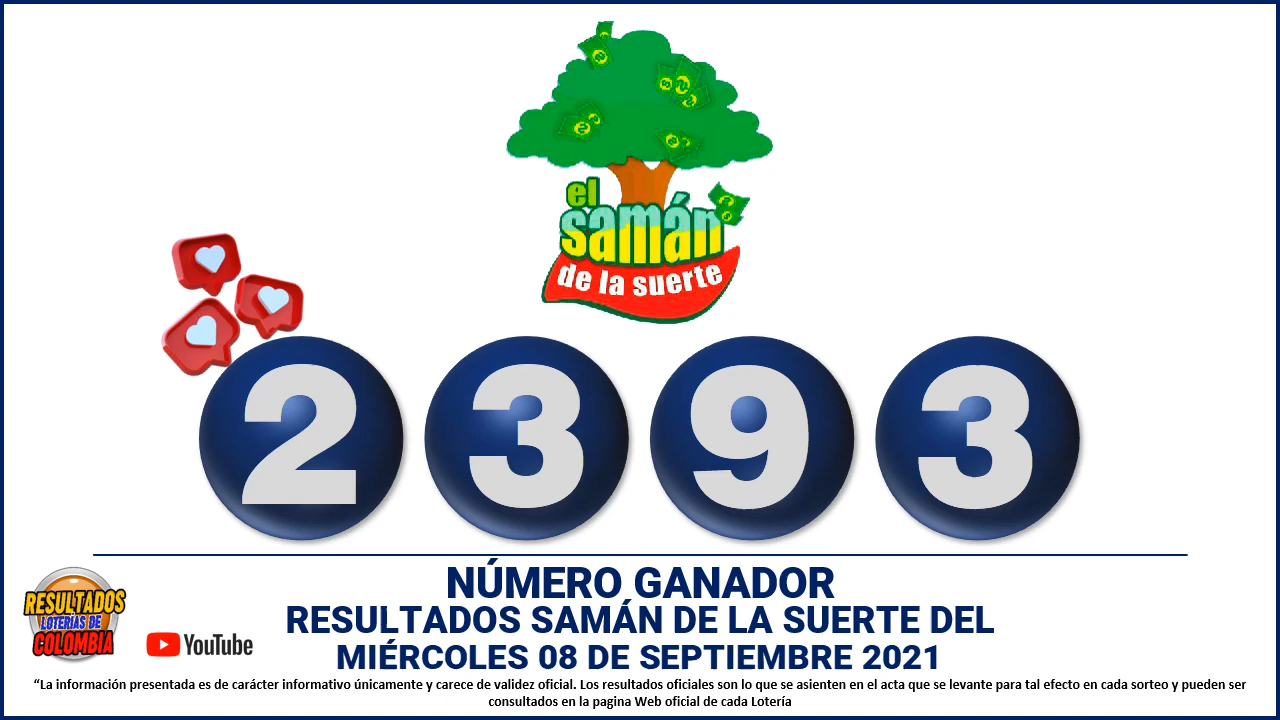 el
samán
de la suerte
2 3 9 3
NÚMERO GANADOR
RESULTADOS SAMÁN DE LA SUERTE DEL
MIÉRCOLES 08 DE SEPTIEMBRE 2021
RESULTADOS
LOTERÍAS DE
COLOMBIA
YouTube
“La información presentada es de carácter informativo únicamente y carece de validez oficial. Los resultados oficiales son lo que se asienten en el acta que se levante para tal efecto en cada sorteo y pueden ser
consultados en la pagina Web oficial de cada Lotería